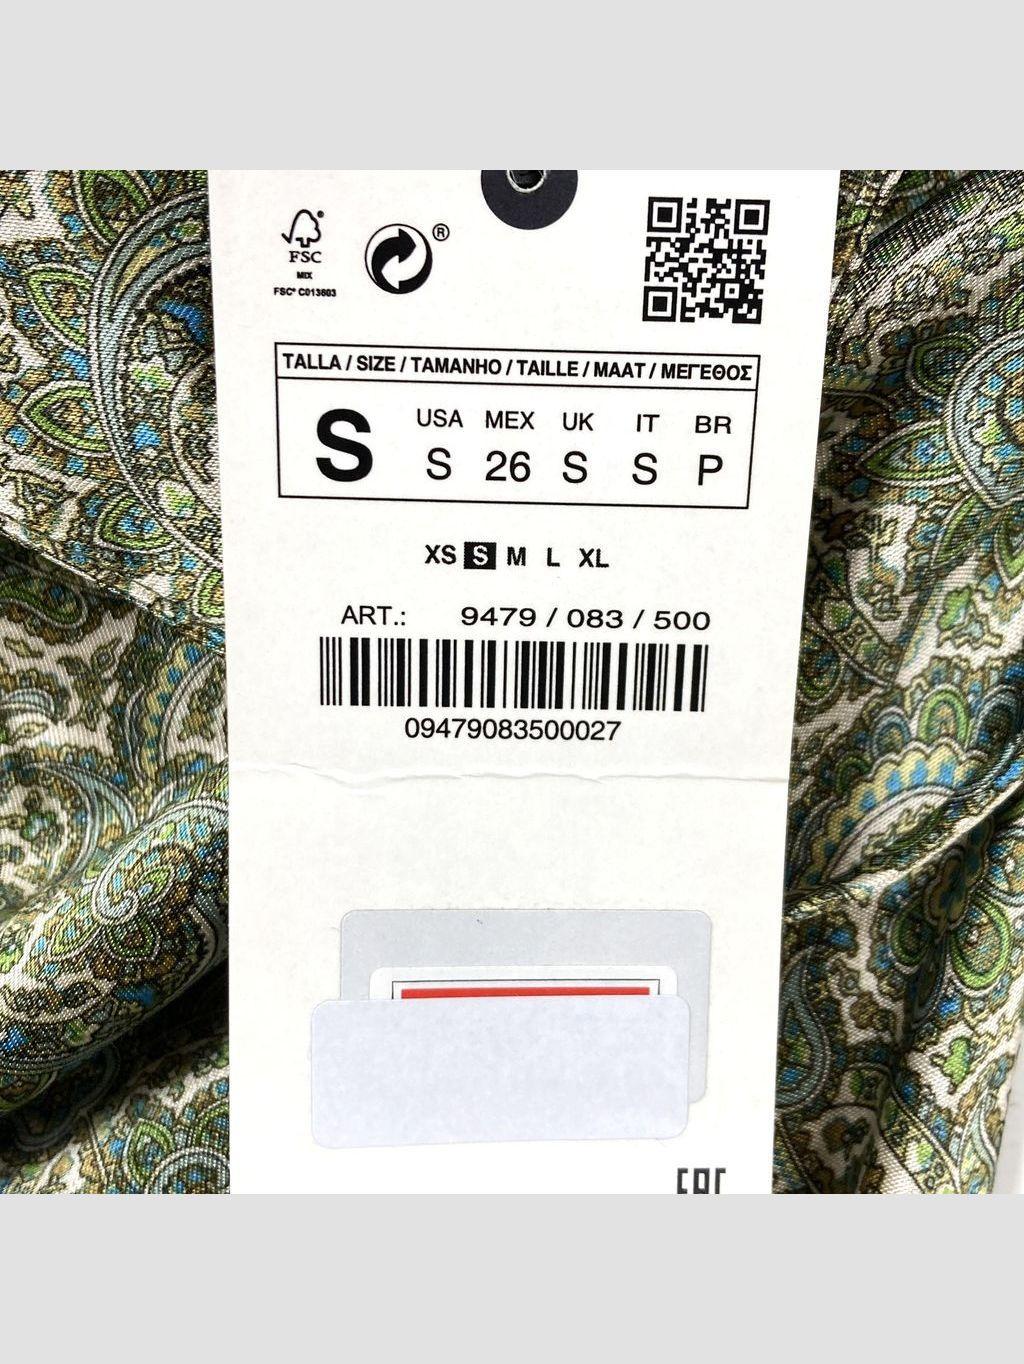 FSC®
MIX
FSC® C013603
®
TALLA / SIZE / TAMANHO / TAILLE / MAAT / ΜΕΓΕΘΟΣ
S
USA MEX UK IT BR
S 26 S S P
XS S M L XL
ART.: 9479 / 083 / 500
09479083500027